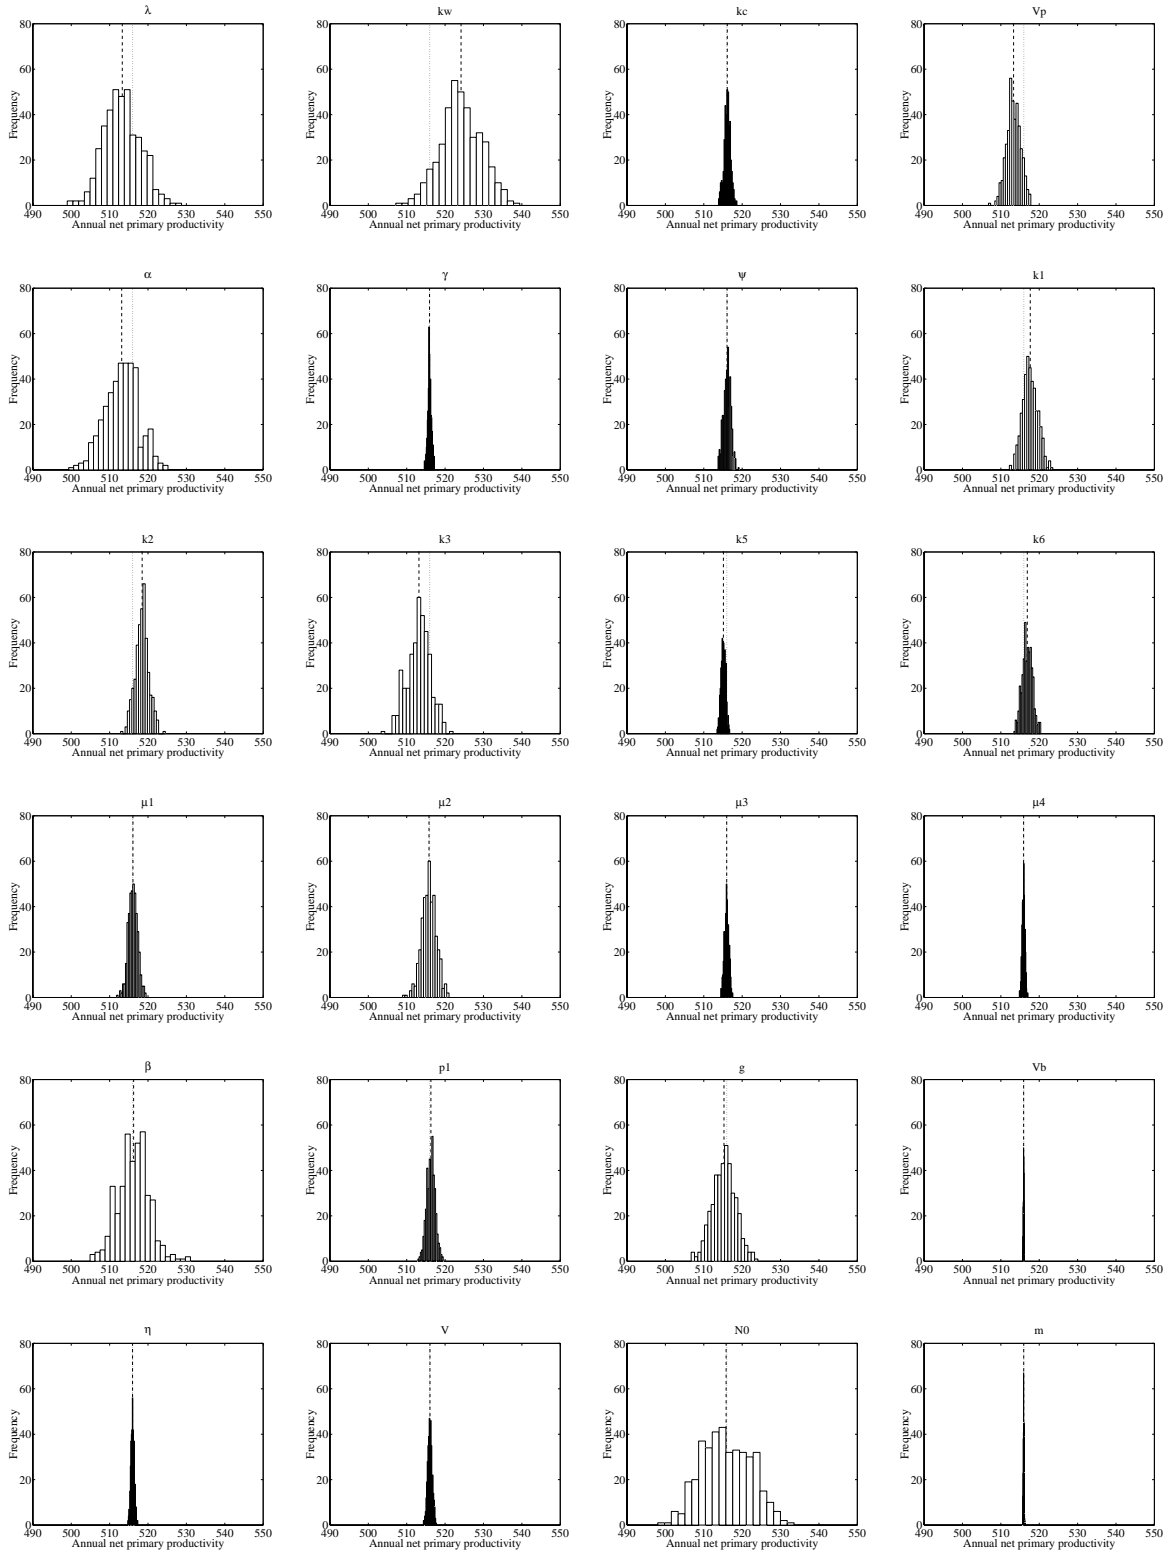 λ kw kc Vp
80 80 80 80
60 60 60 60
Frequency Frequency Frequency Frequency
40 40 40 40
20 20 20 20
0 0 0 0
490 500 510 520 530 540 550 490 500 510 520 530 540 550 490 500 510 520 530 540 550 490 500 510 520 530 540 550
Annual net primary productivity Annual net primary productivity Annual net primary productivity Annual net primary productivity
α γ ψ k1
80 80 80 80
60 60 60 60
Frequency Frequency Frequency Frequency
40 40 40 40
20 20 20 20
0 0 0 0
490 500 510 520 530 540 550 490 500 510 520 530 540 550 490 500 510 520 530 540 550 490 500 510 520 530 540 550
Annual net primary productivity Annual net primary productivity Annual net primary productivity Annual net primary productivity
k2 k3 k5 k6
80 80 80 80
60 60 60 60
Frequency Frequency Frequency Frequency
40 40 40 40
20 20 20 20
0 0 0 0
490 500 510 520 530 540 550 490 500 510 520 530 540 550 490 500 510 520 530 540 550 490 500 510 520 530 540 550
Annual net primary productivity Annual net primary productivity Annual net primary productivity Annual net primary productivity
μ1 μ2 μ3 μ4
80 80 80 80
60 60 60 60
Frequency Frequency Frequency Frequency
40 40 40 40
20 20 20 20
0 0 0 0
490 500 510 520 530 540 550 490 500 510 520 530 540 550 490 500 510 520 530 540 550 490 500 510 520 530 540 550
Annual net primary productivity Annual net primary productivity Annual net primary productivity Annual net primary productivity
β p1 g Vb
80 80 80 80
60 60 60 60
Frequency Frequency Frequency Frequency
40 40 40 40
20 20 20 20
0 0 0 0
490 500 510 520 530 540 550 490 500 510 520 530 540 550 490 500 510 520 530 540 550 490 500 510 520 530 540 550
Annual net primary productivity Annual net primary productivity Annual net primary productivity Annual net primary productivity
η V N0 m
80 80 80 80
60 60 60 60
Frequency Frequency Frequency Frequency
40 40 40 40
20 20 20 20
0 0 0 0
490 500 510 520 530 540 550 490 500 510 520 530 540 550 490 500 510 520 530 540 550 490 500 510 520 530 540 550
Annual net primary productivity Annual net primary productivity Annual net primary productivity Annual net primary productivity